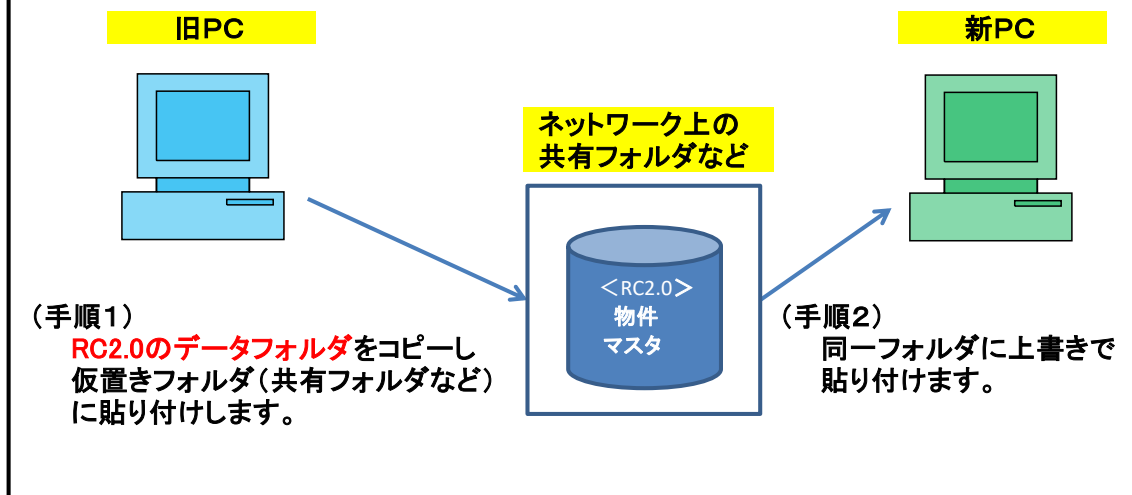 旧PC
新PC
ネットワーク上の
共有フォルダなど
＜RC2.0＞
物件
マスタ
（手順１）
RC2.0のデータフォルダをコピーし
仮置きフォルダ（共有フォルダなど）
に貼り付けします。
（手順２）
同一フォルダに上書きで
貼り付けます。